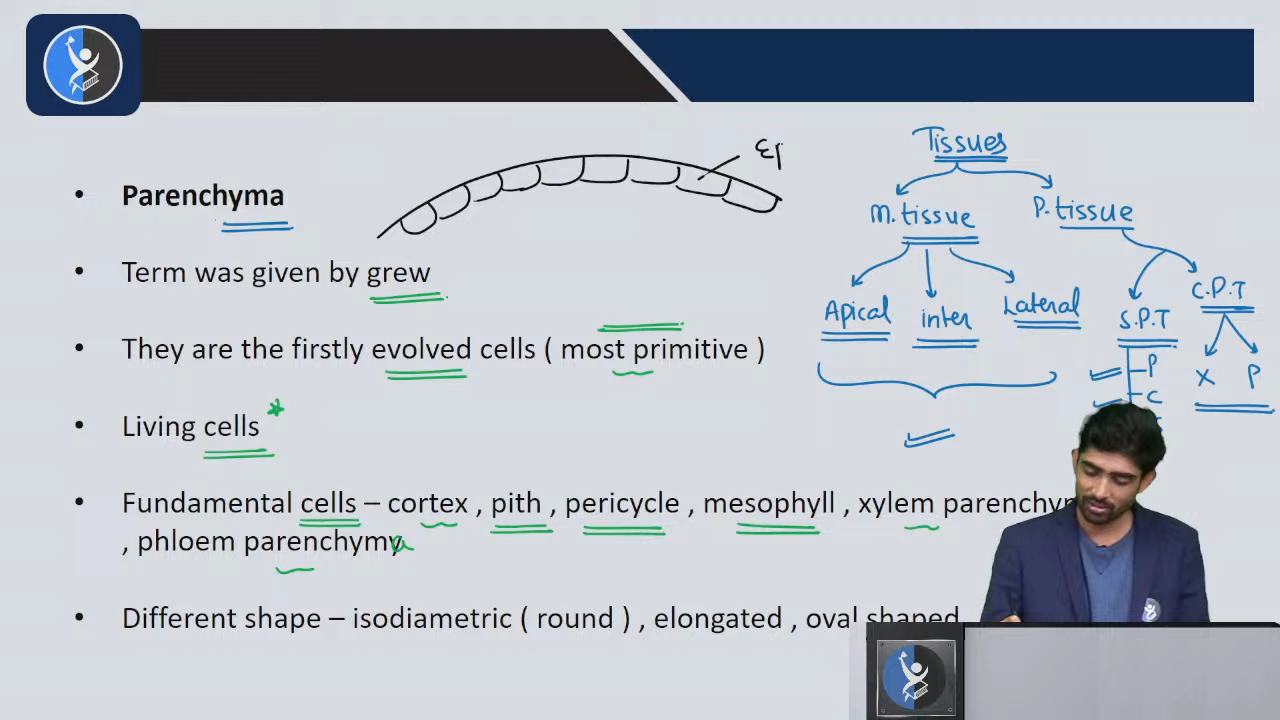 Tissues
εp
• Parenchyma
M.tissue P.tissue
• Term was given by grew
C.P.T
Apical inter Lateral S.P.T
• They are the firstly evolved cells ( most primitive )
P X P
C
• Living cells *
• Fundamental cells – cortex , pith , pericycle , mesophyll , xylem
, phloem parenchyma
• Different shape – isodiametric ( round ) , elongated , oval shaped